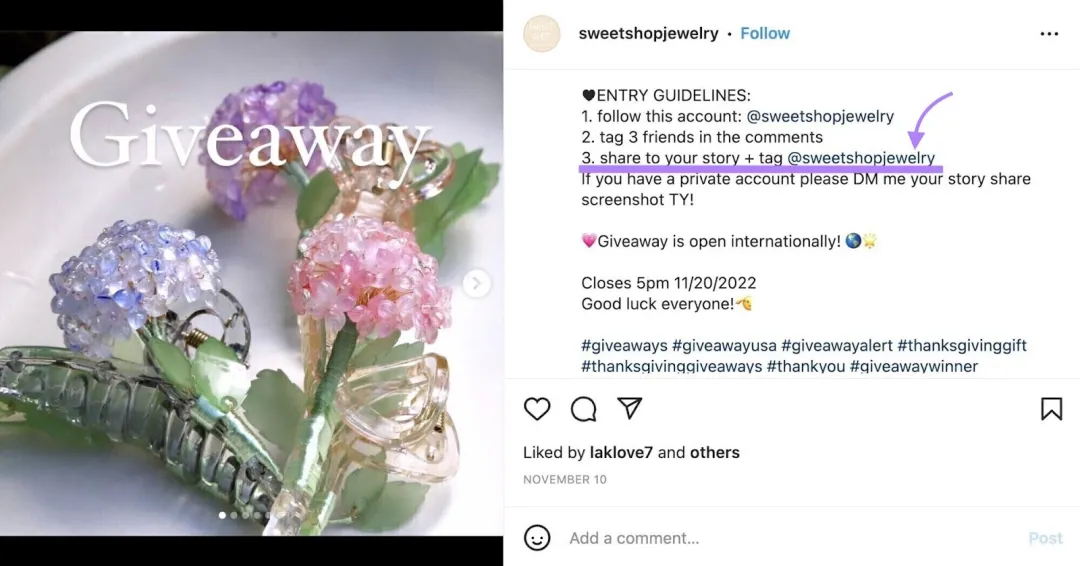 Giveaway
sweetshopjewelry • Follow
🖤ENTRY GUIDELINES:
1. follow this account: @sweetshopjewelry
2. tag 3 friends in the comments
3. share to your story + tag @sweetshopjewelry
If you have a private account please DM me your story share
screenshot TY!
💗Giveaway is open internationally! 🌎🌟
Closes 5pm 11/20/2022
Good luck everyone!🫶
#giveaways #giveawayusa #giveawayalert #thanksgivinggift
#thanksgivinggiveaways #thankyou #giveawaywinner
Liked by laklove7 and others
NOVEMBER 10
Add a comment...
Post